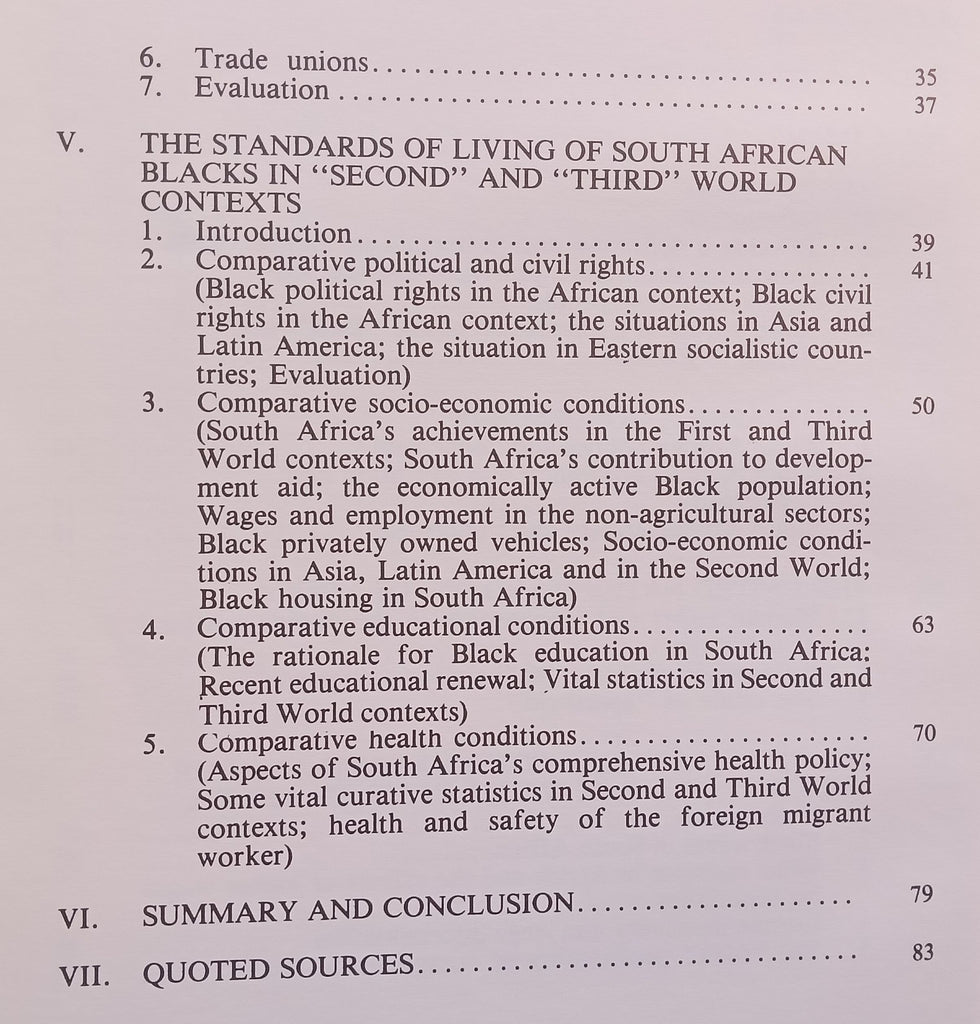 6. Trade unions........................................ 35
7. Evaluation .......................................... 37
V. THE STANDARDS OF LIVING OF SOUTH AFRICAN
BLACKS IN “SECOND” AND “THIRD” WORLD
CONTEXTS
1. Introduction........................................ 39
2. Comparative political and civil rights................. 41
(Black political rights in the African context; Black civil
rights in the African context; the situations in Asia and
Latin America; the situation in Eastern socialistic coun-
tries; Evaluation)
3. Comparative socio-economic conditions.............. 50
(South Africa’s achievements in the First and Third
World contexts; South Africa’s contribution to develop-
ment aid; the economically active Black population;
Wages and employment in the non-agricultural sectors;
Black privately owned vehicles; Socio-economic condi-
tions in Asia, Latin America and in the Second World;
Black housing in South Africa)
4. Comparative educational conditions.................. 63
(The rationale for Black education in South Africa:
Recent educational renewal; Vital statistics in Second and
Third World contexts)
5. Comparative health conditions...................... 70
(Aspects of South Africa’s comprehensive health policy;
Some vital curative statistics in Second and Third World
contexts; health and safety of the foreign migrant
worker)
VI. SUMMARY AND CONCLUSION..................... 79
VII. QUOTED SOURCES................................. 83